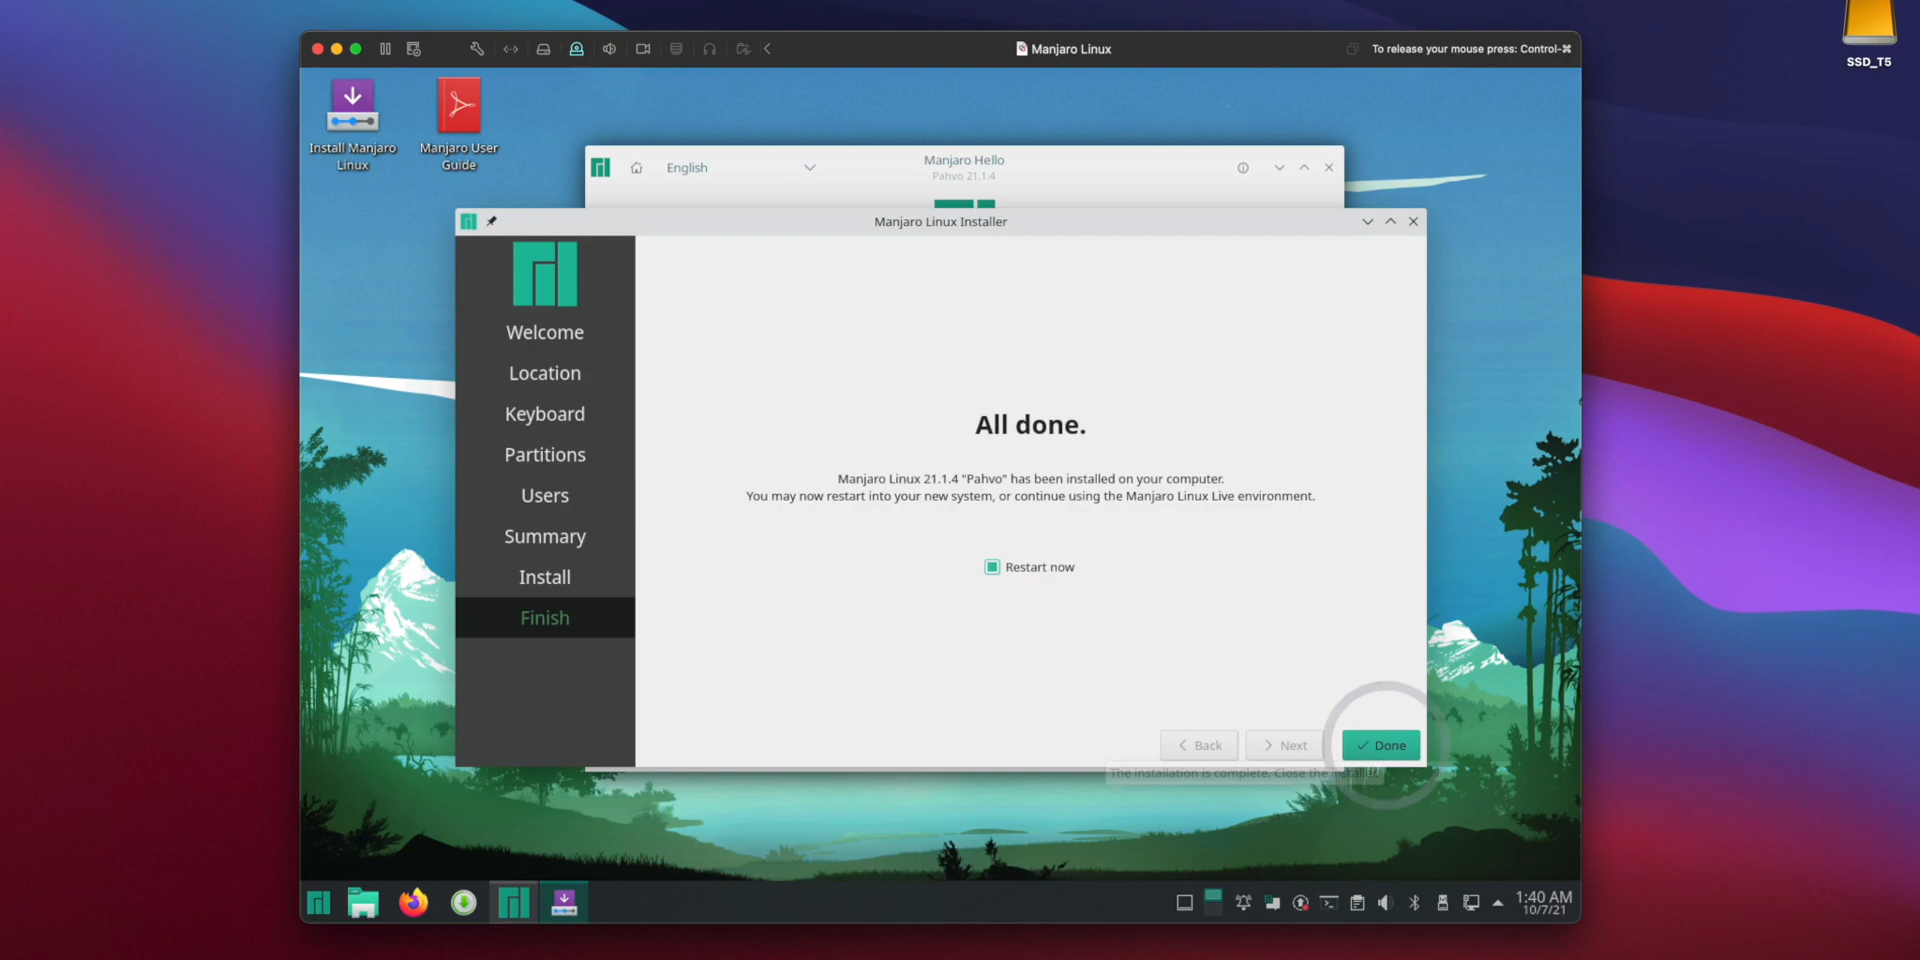 Manjaro Linux
To release your mouse press: Control-⌘
SSD_T5
Install Manjaro
Linux
Manjaro User
Guide
English
Manjaro Hello
Pahvo 21.1.4
Manjaro Linux Installer
Welcome
Location
Keyboard
Partitions
Users
Summary
Install
Finish
All done.
Manjaro Linux 21.1.4 "Pahvo" has been installed on your computer.
You may now restart into your new system, or continue using the Manjaro Linux Live environment.
Restart now
Back
Next
Done
The installation is complete. Close the installer.
1:40 AM
10/7/21